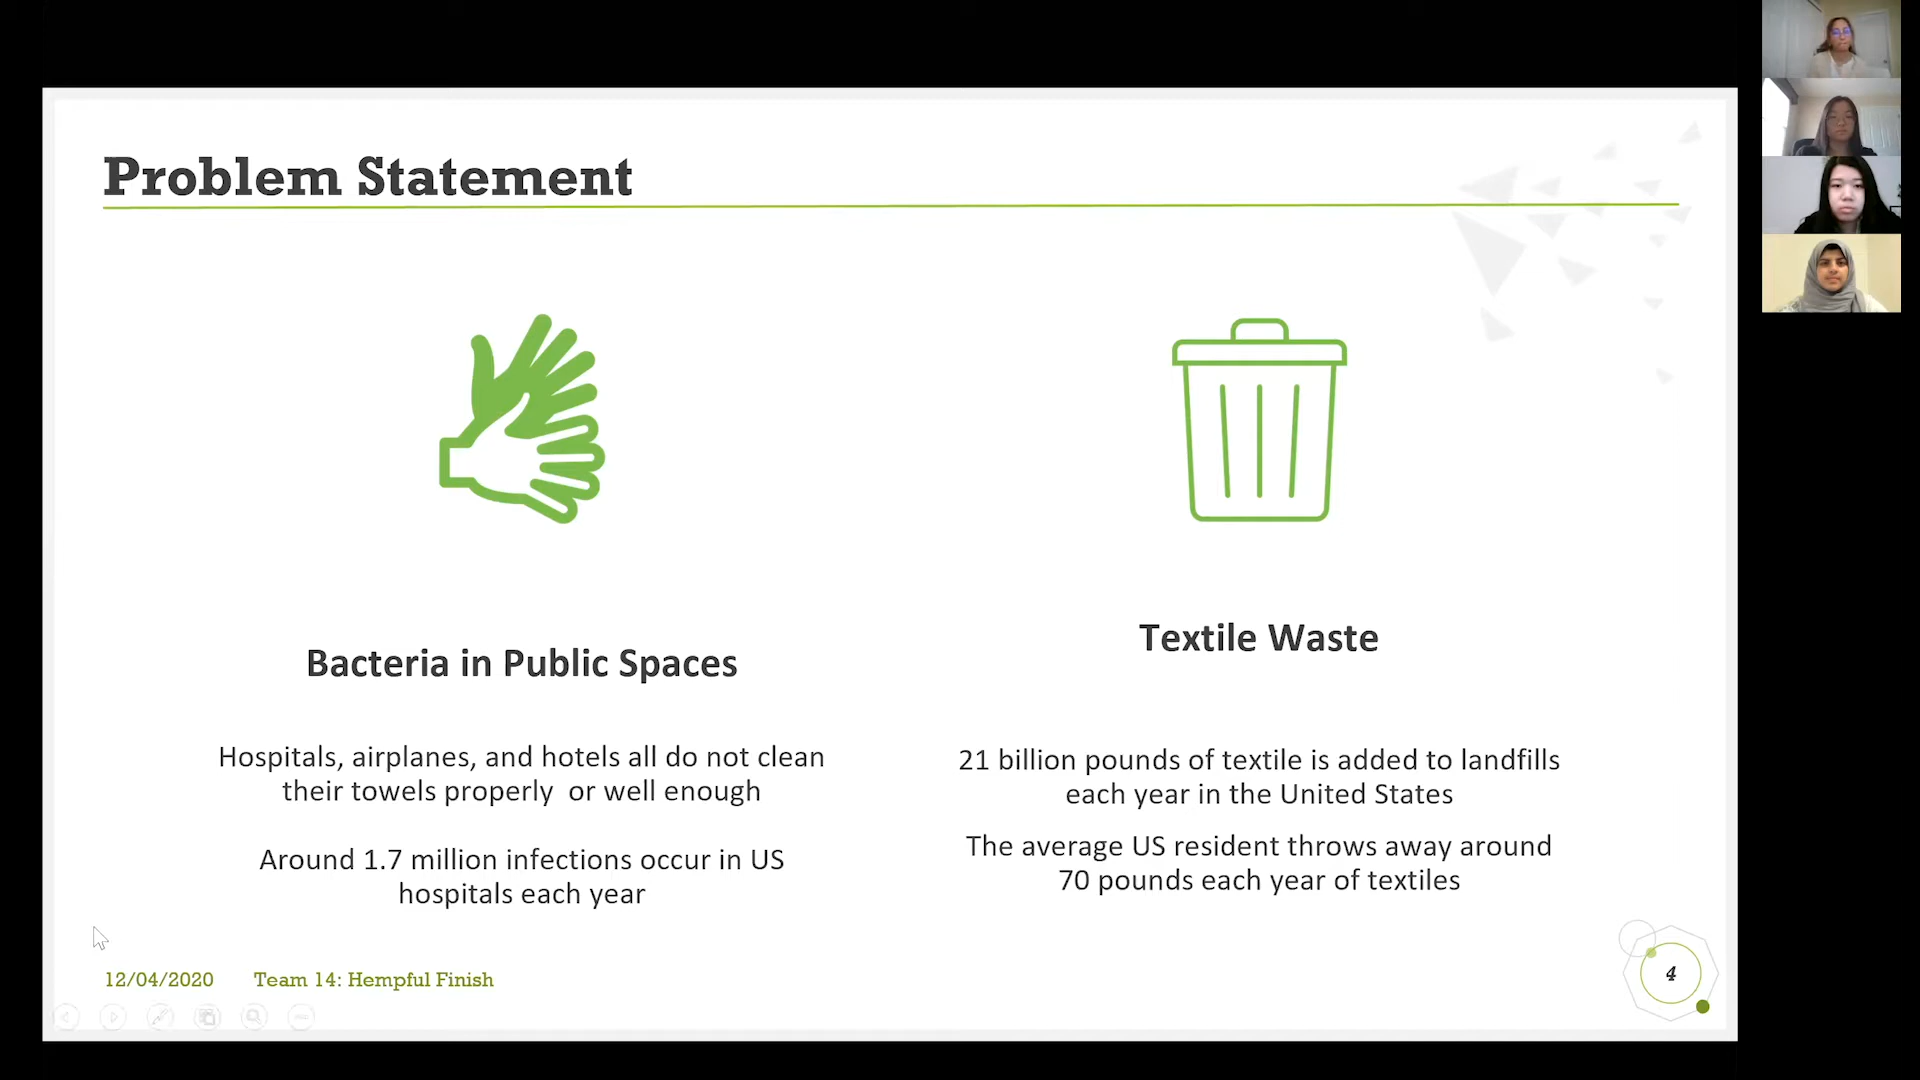 Problem Statement
Bacteria in Public Spaces
Hospitals, airplanes, and hotels all do not clean
their towels properly  or well enough
Around 1.7 million infections occur in US
hospitals each year
Textile Waste
21 billion pounds of textile is added to landfills
each year in the United States
The average US resident throws away around
70 pounds each year of textiles
12/04/2020 Team 14: Hempful Finish
4